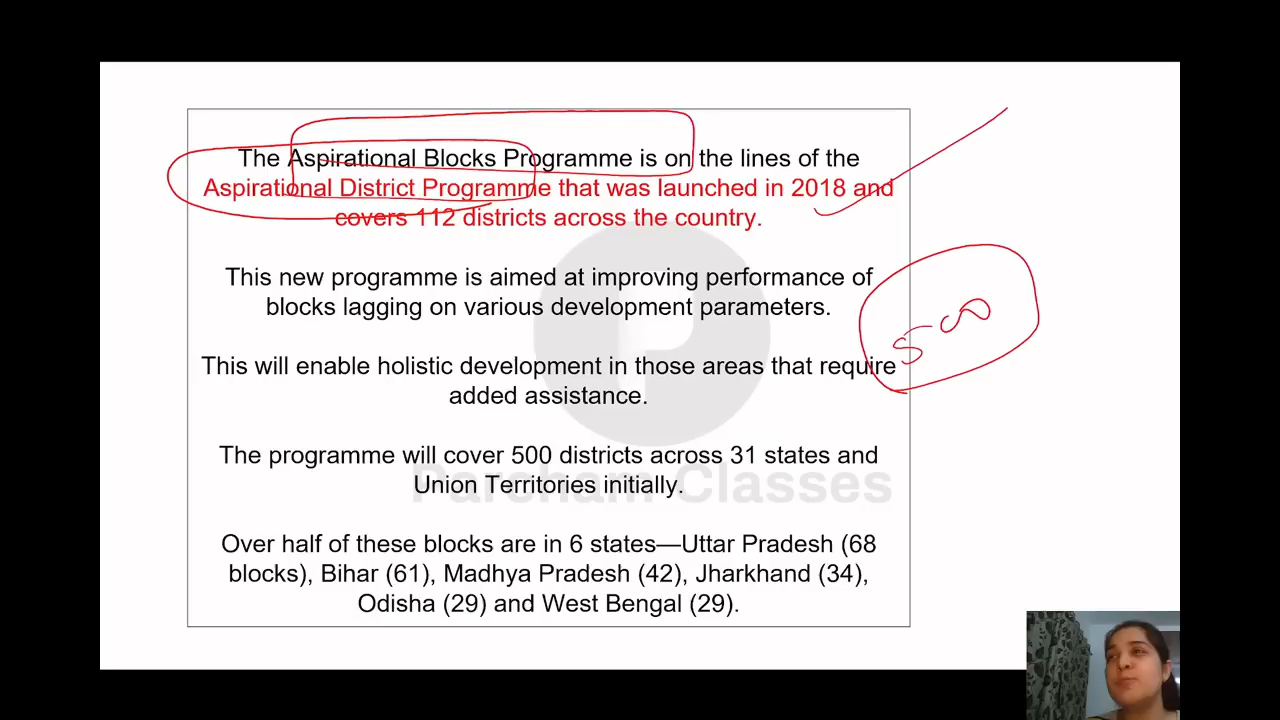 The Aspirational Blocks Programme is on the lines of the
Aspirational District Programme that was launched in 2018 and
covers 112 districts across the country.
This new programme is aimed at improving performance of
blocks lagging on various development parameters.
500
This will enable holistic development in those areas that require
added assistance.
The programme will cover 500 districts across 31 states and
Union Territories initially.
Parcham Classes
Over half of these blocks are in 6 states—Uttar Pradesh (68
blocks), Bihar (61), Madhya Pradesh (42), Jharkhand (34),
Odisha (29) and West Bengal (29).